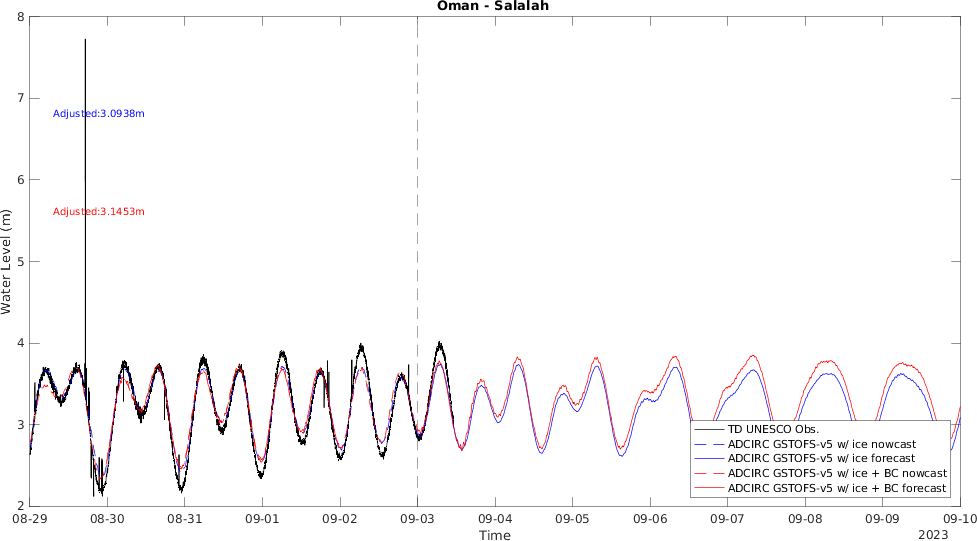 Oman - Salalah
8
7
6
5
4
3
2
Water Level (m)
Adjusted:3.0938m
Adjusted:3.1453m
TD UNESCO Obs.
ADCIRC GSTOFS-v5 w/ ice nowcast
ADCIRC GSTOFS-v5 w/ ice forecast
ADCIRC GSTOFS-v5 w/ ice + BC nowcast
ADCIRC GSTOFS-v5 w/ ice + BC forecast
08-29 08-30 08-31 09-01 09-02 09-03 09-04 09-05 09-06 09-07 09-08 09-09 09-10
Time
2023